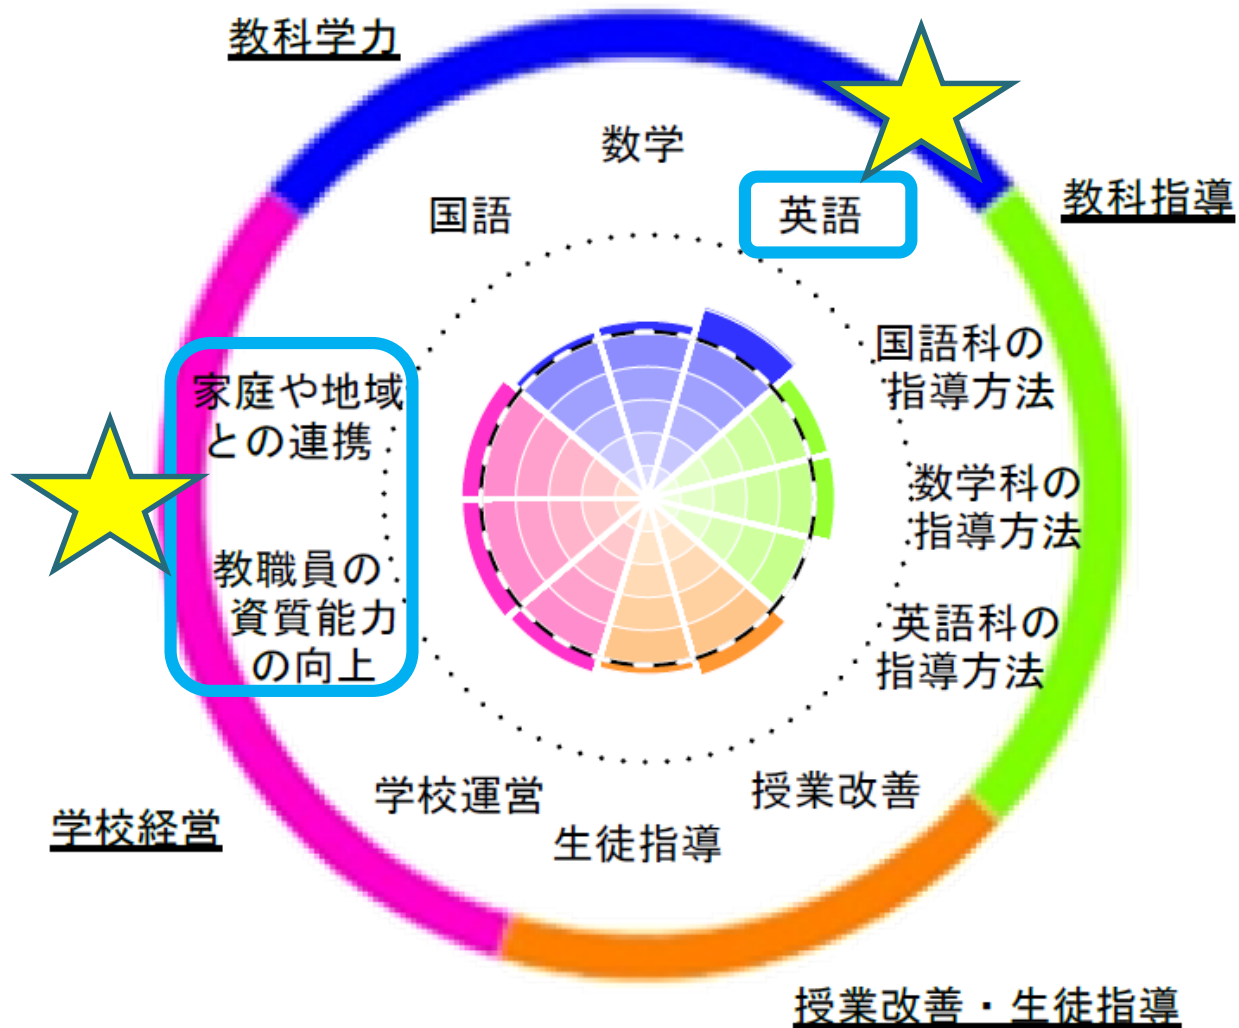 教科学力
数学
国語
英語
教科指導
国語科の
指導方法
家庭や地域
との連携
数学科の
指導方法
教職員の
資質能力
の向上
英語科の
指導方法
学校運営
授業改善
学校経営
生徒指導
授業改善・生徒指導